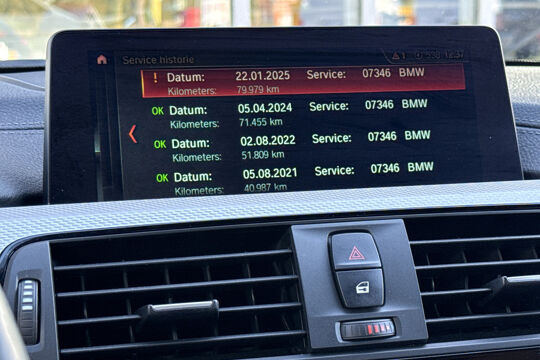 Service historie 12:37
! Datum: 22.01.2025 Service: 07346 BMW
Kilometers: 79.979 km
OK Datum: 05.04.2024 Service: 07346 BMW
Kilometers: 71.455 km
OK Datum: 02.08.2022 Service: 07346 BMW
Kilometers: 51.809 km
OK Datum: 05.08.2021 Service: 07346 BMW
Kilometers: 40.987 km